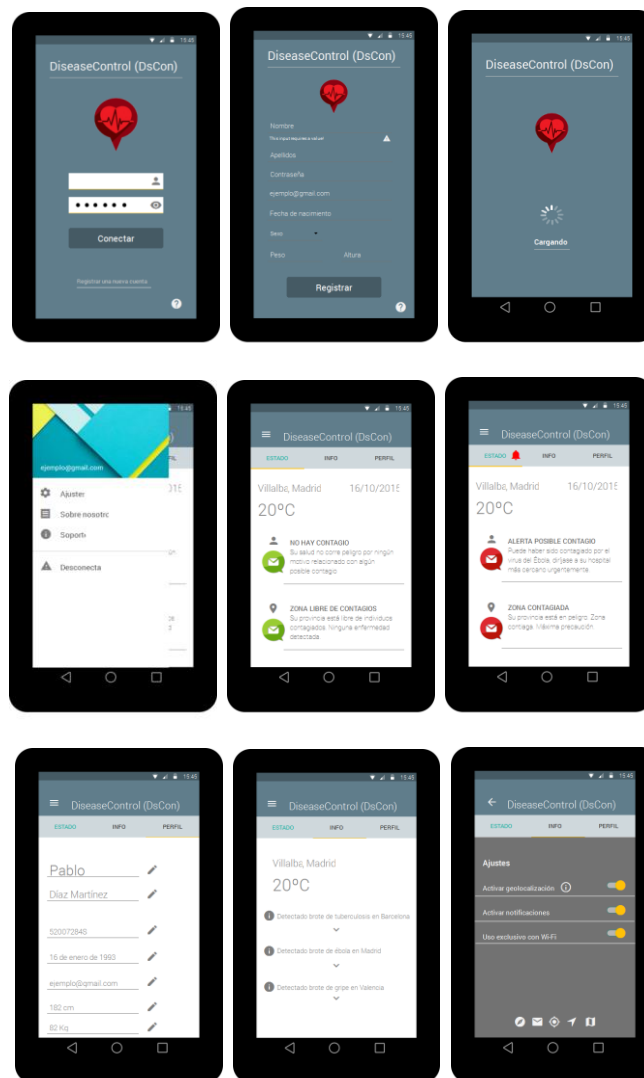 15:45
DiseaseControl (DsCon)
Conectar
Registrar una nueva cuenta
15:45
DiseaseControl (DsCon)
Nombre
This input requires a value!
Apellidos
Contraseña
ejemplo@gmail.com
Fecha de nacimiento
Sexo
Peso Altura
Registrar
15:45
DiseaseControl (DsCon)
Cargando
15:45
ejemplo@gmail.com
Ajustes
Sobre nosotro
Soporte
Desconecta
15:45
DiseaseControl (DsCon)
ESTADO INFO PERFIL
Villalba, Madrid 16/10/2015
20ºC
NO HAY CONTAGIO
Su salud no corre peligro por ningún
motivo relacionado con algún
posible contagio
ZONA LIBRE DE CONTAGIOS
Su provincia está libre de individuos
contagiados. Ninguna enfermedad
detectada
15:45
DiseaseControl (DsCon)
ESTADO INFO PERFIL
Villalba, Madrid 16/10/2015
20ºC
ALERTA POSIBLE CONTAGIO
Puede haber sido contagiado por el
virus del Ébola, diríjase a su hospital
más cercano urgentemente.
ZONA CONTAGIADA
Su provincia está en peligro. Zona
contagia. Máxima precaución
15:45
DiseaseControl (DsCon)
ESTADO INFO PERFIL
Pablo
Díaz Martínez
52007284S
16 de enero de 1993
ejemplo@gmail.com
182 cm
82 Kg
15:45
DiseaseControl (DsCon)
ESTADO INFO PERFIL
Villalba, Madrid
20ºC
Detectado brote de tuberculosis en Barcelona
Detectado brote de ébola en Madrid
Detectado brote de gripe en Valencia
15:45
DiseaseControl (DsCon)
ESTADO INFO PERFIL
Ajustes
Activar geolocalización
Activar notificaciones
Uso exclusivo con Wi-Fi